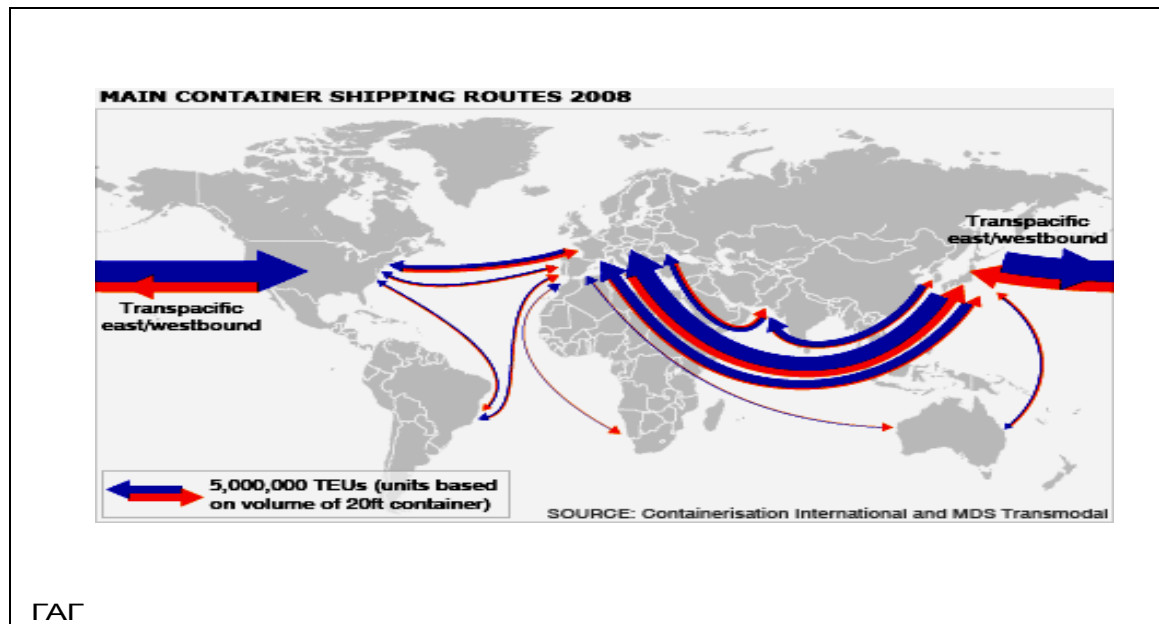 MAIN CONTAINER SHIPPING ROUTES 2008
Transpacific
east/westbound
Transpacific
east/westbound
5,000,000 TEUs (units based
on volume of 20ft container)
SOURCE: Containerisation International and MDS Transmodal
ГАГ